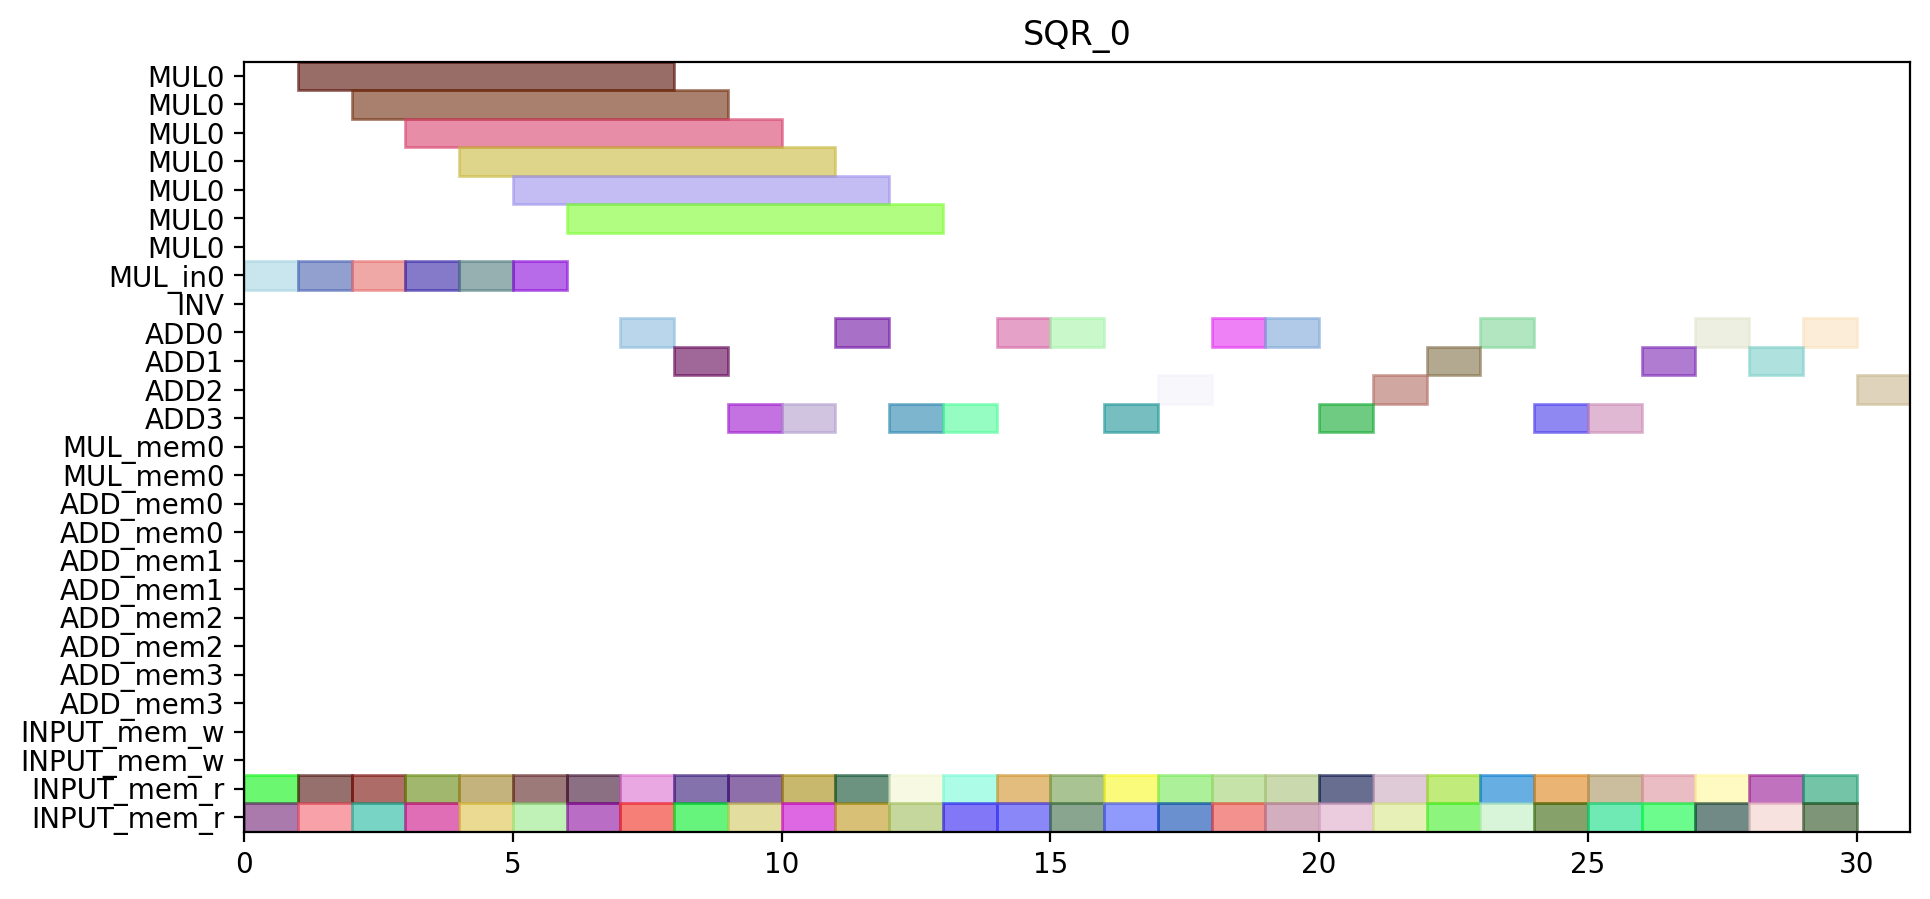 SQR_0
MUL0
MUL0
MUL0
MUL0
MUL0
MUL0
MUL0
MUL_in0
INV
ADD0
ADD1
ADD2
ADD3
MUL_mem0
MUL_mem0
ADD_mem0
ADD_mem0
ADD_mem1
ADD_mem1
ADD_mem2
ADD_mem2
ADD_mem3
ADD_mem3
INPUT_mem_w
INPUT_mem_w
INPUT_mem_r
INPUT_mem_r
0 5 10 15 20 25 30